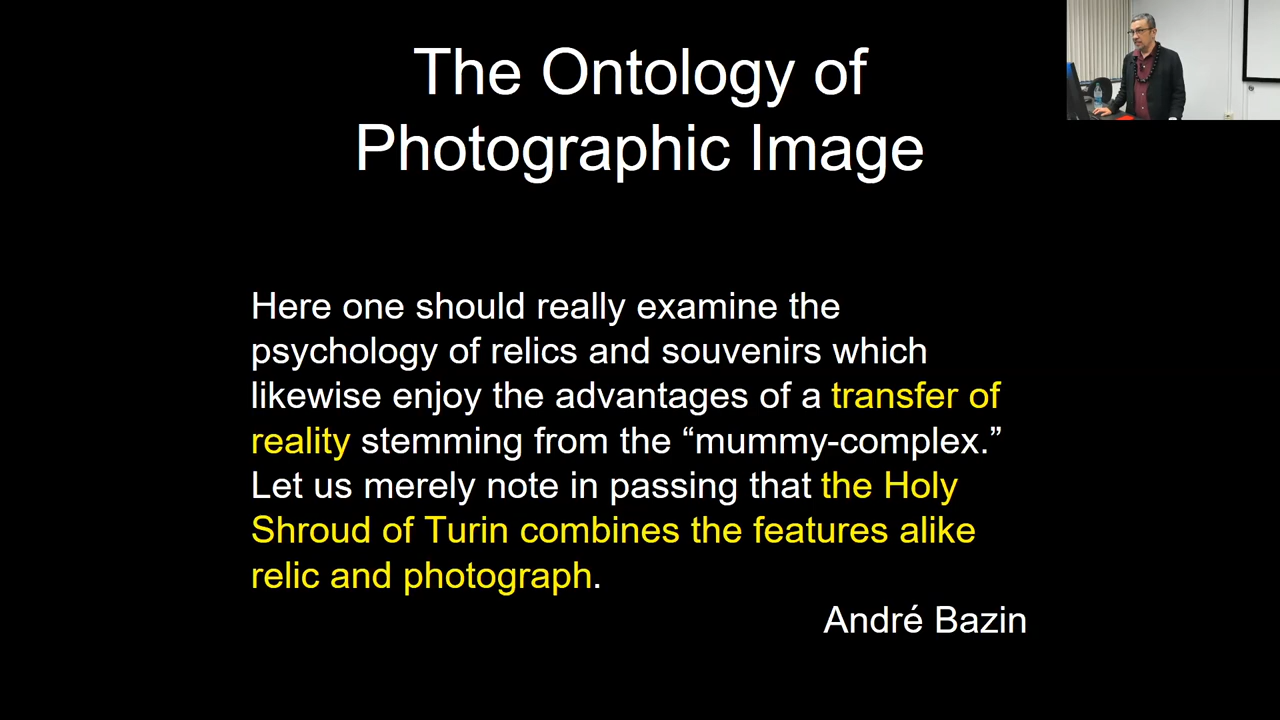 The Ontology of
Photographic Image
Here one should really examine the
psychology of relics and souvenirs which
likewise enjoy the advantages of a transfer of
reality stemming from the “mummy-complex.”
Let us merely note in passing that the Holy
Shroud of Turin combines the features alike
relic and photograph.
André Bazin